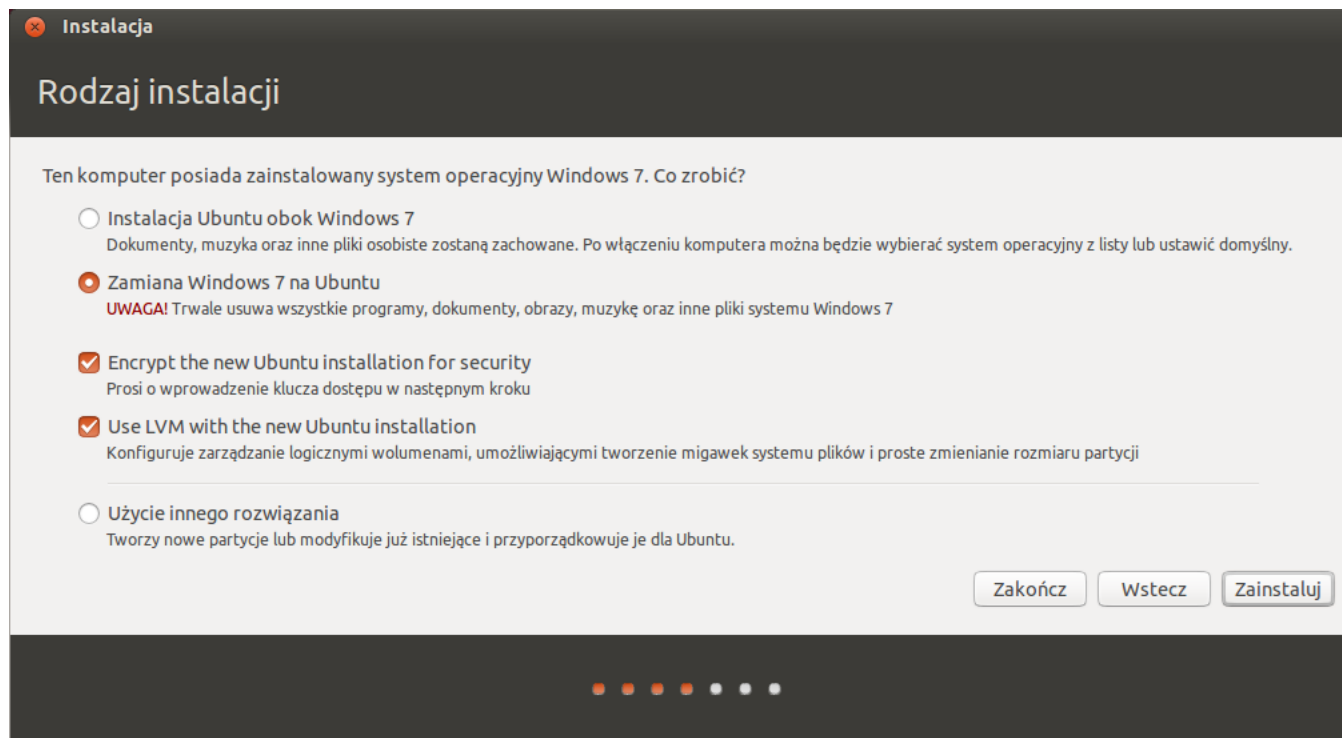 Instalacja
Rodzaj instalacji
Ten komputer posiada zainstalowany system operacyjny Windows 7. Co zrobić?
Instalacja Ubuntu obok Windows 7
Dokumenty, muzyka oraz inne pliki osobiste zostaną zachowane. Po włączeniu komputera można będzie wybierać system operacyjny z listy lub ustawić domyślny.
Zamiana Windows 7 na Ubuntu
UWAGA! Trwale usuwa wszystkie programy, dokumenty, obrazy, muzykę oraz inne pliki systemu Windows 7
Encrypt the new Ubuntu installation for security
Prosi o wprowadzenie klucza dostępu w następnym kroku
Use LVM with the new Ubuntu installation
Konfiguruje zarządzanie logicznymi wolumenami, umożliwiającymi tworzenie migawek systemu plików i proste zmienianie rozmiaru partycji
Użycie innego rozwiązania
Tworzy nowe partycje lub modyfikuje już istniejące i przyporządkowuje je dla Ubuntu.
Zakończ Wstecz Zainstaluj